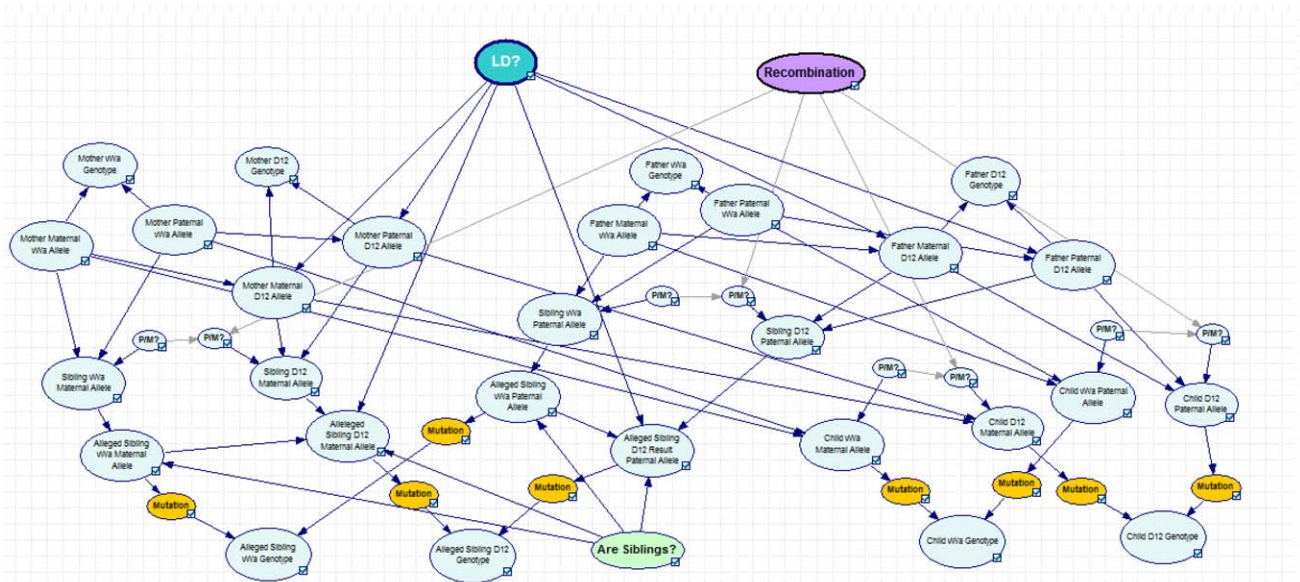 LD?
Recombination
Mother vWa
Genotype
Mother D12
Genotype
Father vWa
Genotype
Father D12
Genotype
Mother Maternal
vWa Allele
Mother Paternal
vWa Allele
Mother Paternal
D12 Allele
Father Maternal
vWa Allele
Father Paternal
vWa Allele
Father Maternal
D12 Allele
Father Paternal
D12 Allele
Mother Maternal
D12 Allele
P/M?
P/M?
Sibling vWa
Paternal Allele
P/M?
P/M?
Sibling D12
Paternal Allele
P/M?
P/M?
Sibling vWa
Maternal Allele
Sibling D12
Maternal Allele
Alleged Sibling
vWa Paternal
Allele
P/M?
P/M?
Child vWa Paternal
Allele
Child D12
Paternal Allele
Alleged Sibling
vWa Maternal
Allele
Alleleged
Sibling D12
Maternal Allele
Mutation
Alleged Sibling
D12 Result
Paternal Allele
Child vWa
Maternal Allele
Child D12
Maternal Allele
Mutation
Mutation
Mutation
Mutation
Mutation
Mutation
Mutation
Alleged Sibling
vWa Genotype
Alleged Sibling D12
Genotype
Are Siblings?
Child vWa Genotype
Child D12 Genotype